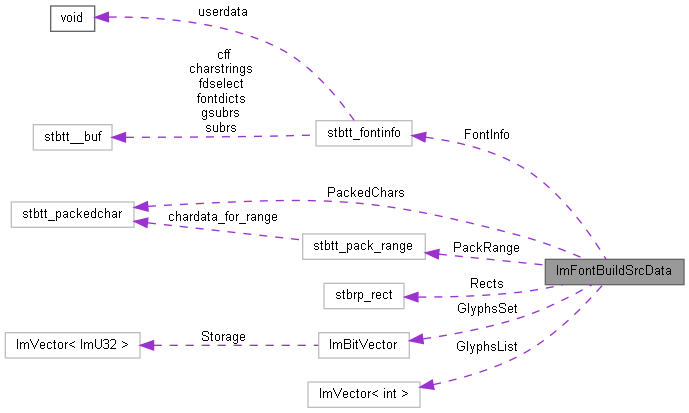 void
userdata
cff
charstrings
fdselect
fontdicts
gsubrs
subrs
stbtt__buf
stbtt_fontinfo
FontInfo
PackedChars
stbtt_packedchar
chardata_for_range
stbtt_pack_range
PackRange
ImFontBuildSrcData
Rects
stbrp_rect
GlyphsSet
ImVector< ImU32 >
Storage
ImBitVector
GlyphsList
ImVector< int >